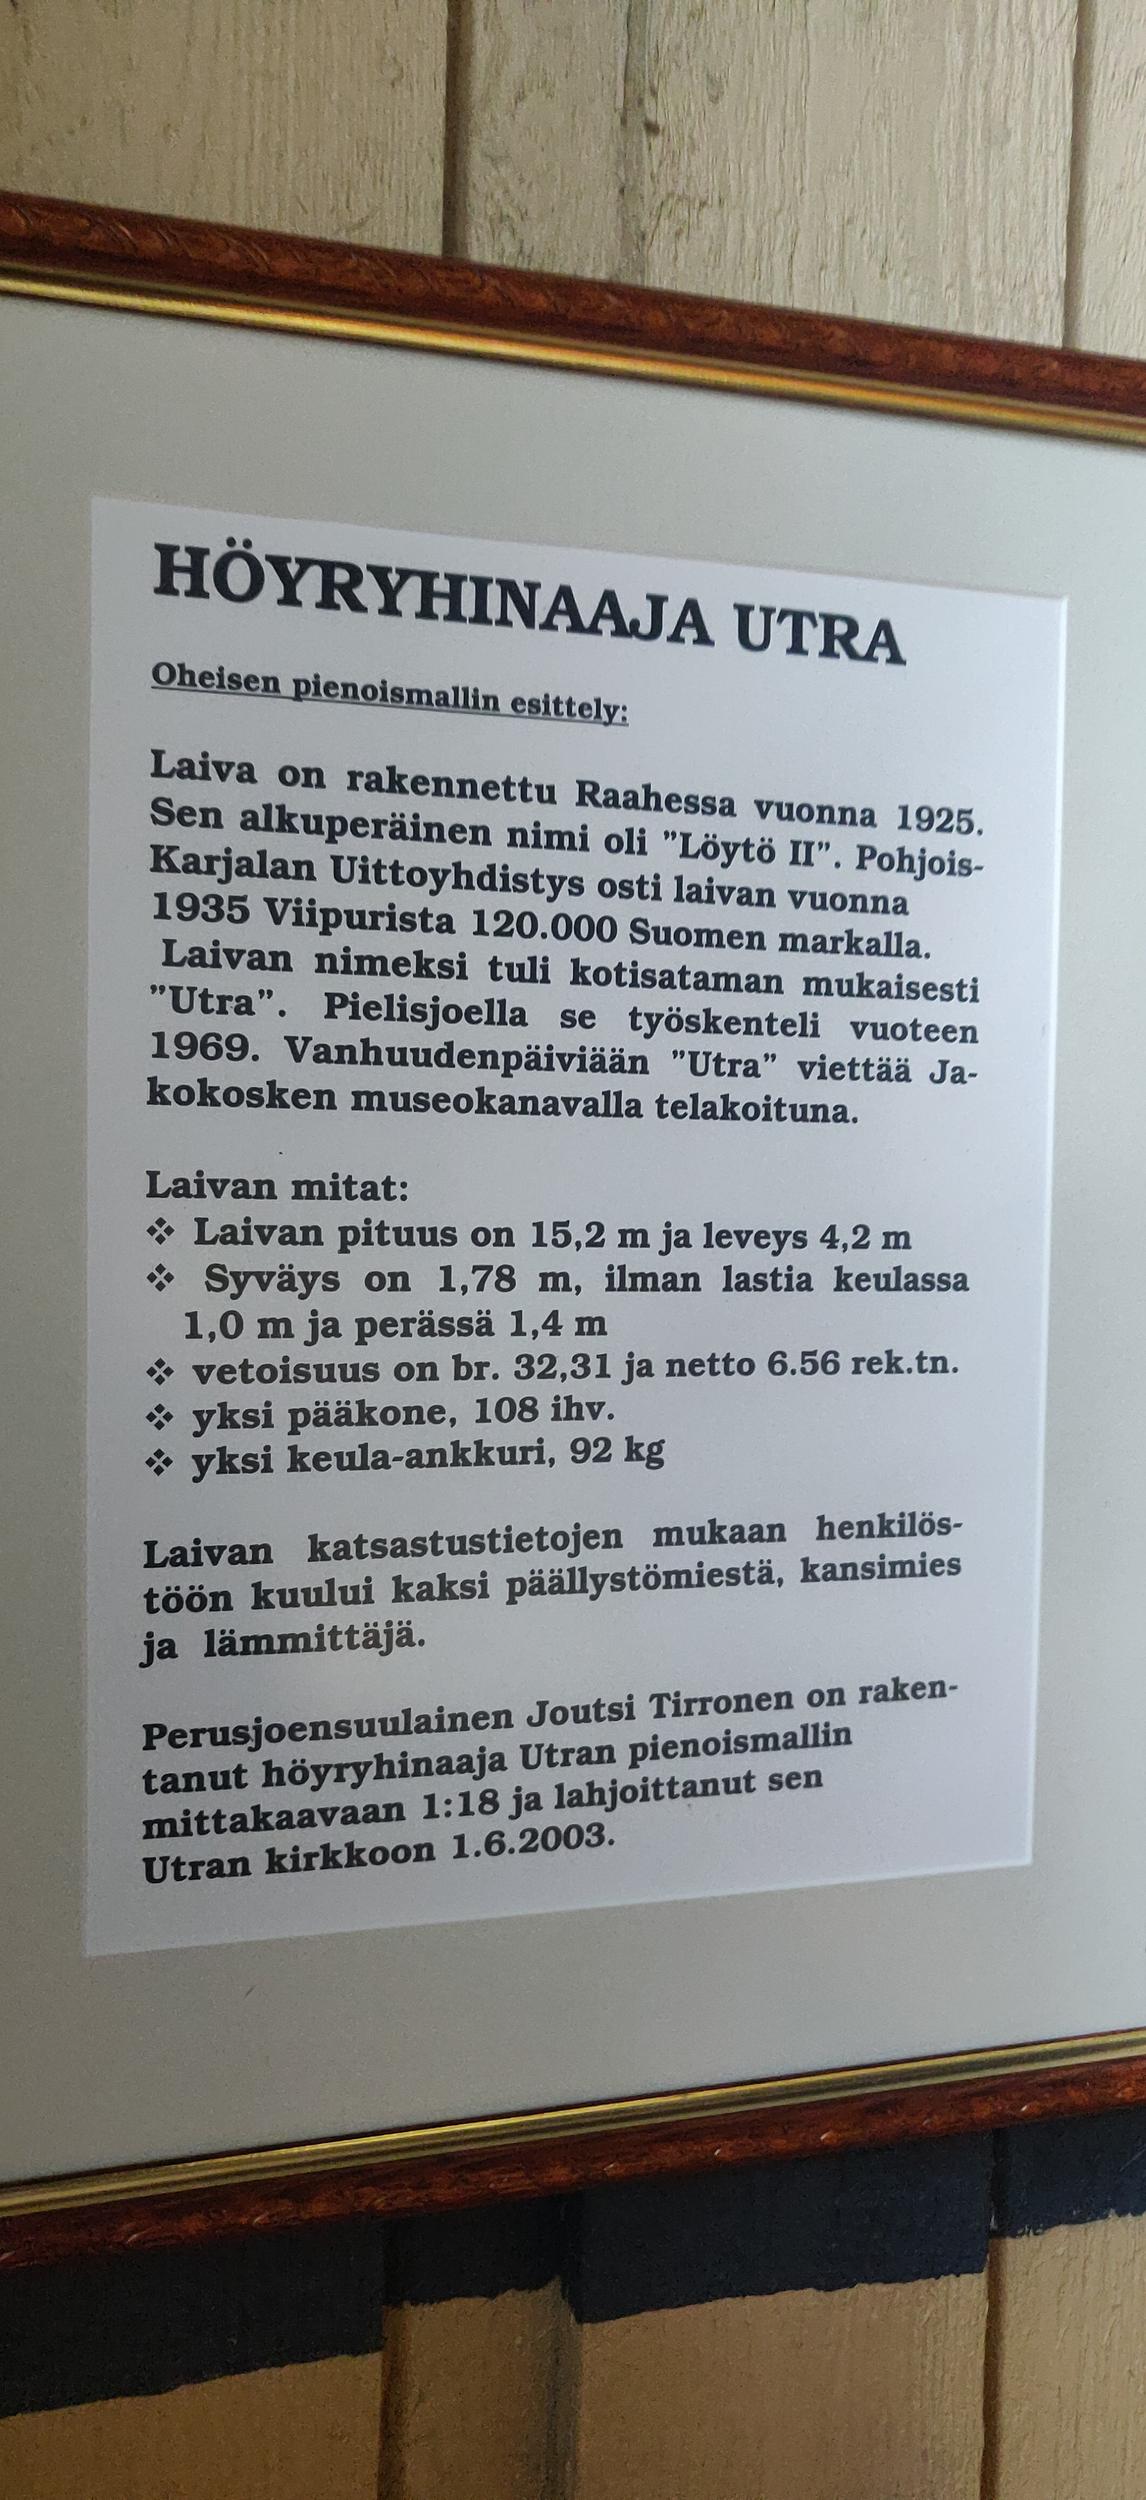 HÖYRYHINAAJA UTRA
Oheisen pienoismallin esittely:
Laiva on rakennettu Raahessa vuonna 1925.
Sen alkuperäinen nimi oli ”Löytö II”. Pohjois-
Karjalan Uittoyhdistys osti laivan vuonna
1935 Viipurista 120.000 Suomen markalla.
Laivan nimeksi tuli kotisataman mukaisesti
”Utra”. Pielisjoella se työskenteli vuoteen
1969. Vanhuudenpäiviään ”Utra” viettää Ja-
kokosken museokanavalla telakoituna.
Laivan mitat:
❖ Laivan pituus on 15,2 m ja leveys 4,2 m
❖ Syväys on 1,78 m, ilman lastia keulassa
1,0 m ja perässä 1,4 m
❖ vetoisuus on br. 32,31 ja netto 6.56 rek.tn.
❖ yksi pääkone, 108 ihv.
❖ yksi keula-ankkuri, 92 kg
Laivan katsastustietojen mukaan henkilös-
töön kuului kaksi päällystömiestä, kansimies
ja lämmittäjä.
Perusjoensuulainen Joutsi Tirronen on raken-
tanut höyryhinaaja Utran pienoismallin
mittakaavaan 1:18 ja lahjoittanut sen
Utran kirkkoon 1.6.2003.